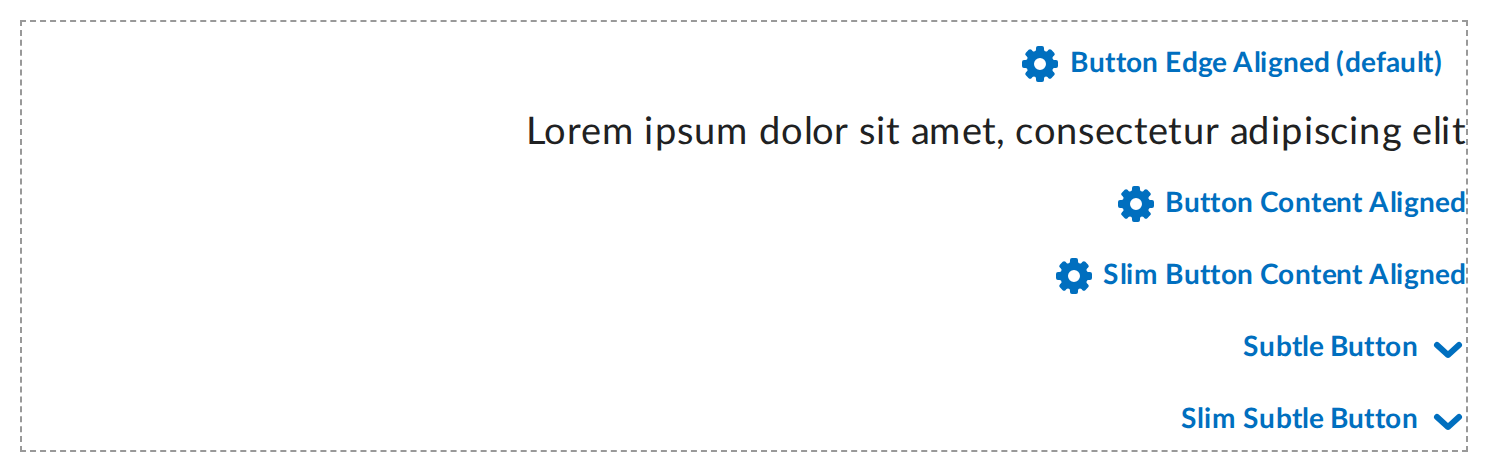 Button Edge Aligned (default)
Lorem ipsum dolor sit amet, consectetur adipiscing elit
Button Content Aligned
Slim Button Content Aligned
Subtle Button
Slim Subtle Button